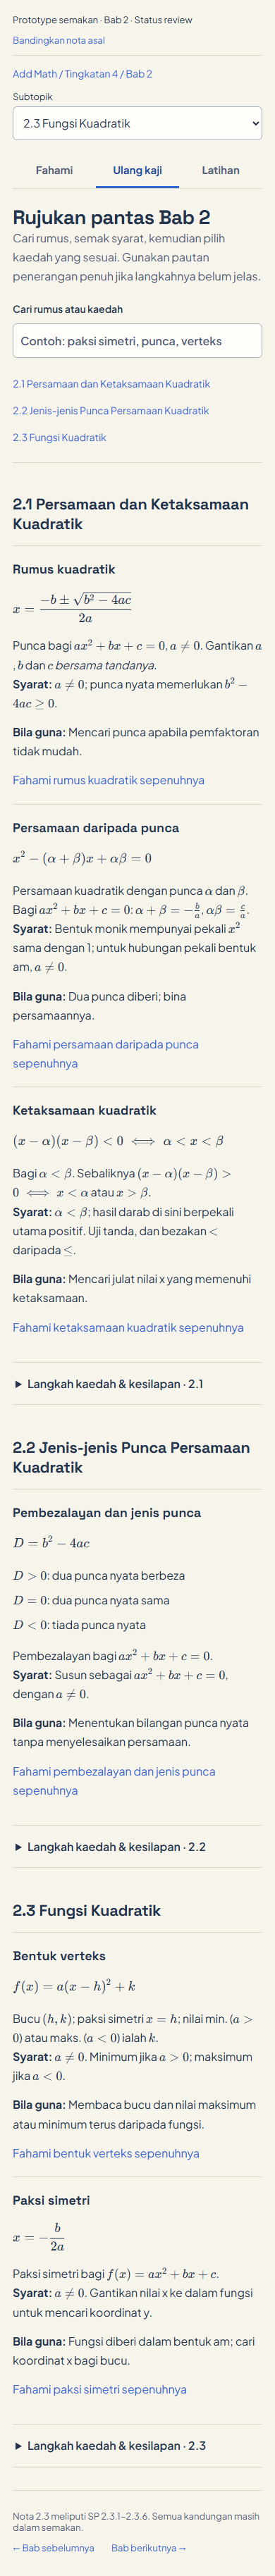 Prototype semakan · Bab 2 · Status review
Bandingkan nota asal
Add Math / Tingkatan 4 / Bab 2
Subtopik
2.3 Fungsi Kuadratik
Fahami
Ulang kaji
Latihan
Rujukan pantas Bab 2
Cari rumus, semak syarat, kemudian pilih
kaedah yang sesuai. Gunakan pautan
penerangan penuh jika langkahnya belum jelas.
Cari rumus atau kaedah
Contoh: paksi simetri, punca, verteks
2.1 Persamaan dan Ketaksamaan Kuadratik
2.2 Jenis-jenis Punca Persamaan Kuadratik
2.3 Fungsi Kuadratik
2.1 Persamaan dan Ketaksamaan
Kuadratik
Rumus kuadratik
x = (−b ± √(b² − 4ac)) / 2a
Punca bagi ax² + bx + c = 0, a ≠ 0. Gantikan a
, b dan c bersama tandanya.
Syarat: a ≠ 0; punca nyata memerlukan b² −
4ac ≥ 0.
Bila guna: Mencari punca apabila pemfaktoran
tidak mudah.
Fahami rumus kuadratik sepenuhnya
Persamaan daripada punca
x² − (α + β)x + αβ = 0
Persamaan kuadratik dengan punca α dan β.
Bagi ax² + bx + c = 0: α + β = −b/a, αβ = c/a.
Syarat: Bentuk monik mempunyai pekali x²
sama dengan 1; untuk hubungan pekali bentuk
am, a ≠ 0.
Bila guna: Dua punca diberi; bina
persamaannya.
Fahami persamaan daripada punca
sepenuhnya
Ketaksamaan kuadratik
(x − α)(x − β) < 0 ⟺ α < x < β
Bagi α < β. Sebaliknya (x − α)(x − β) >
0 ⟺ x < α atau x > β.
Syarat: α < β; hasil darab di sini berpekali
utama positif. Uji tanda, dan bezakan <
daripada ≤.
Bila guna: Mencari julat nilai x yang memenuhi
ketaksamaan.
Fahami ketaksamaan kuadratik sepenuhnya
▶ Langkah kaedah & kesilapan · 2.1
2.2 Jenis-jenis Punca Persamaan
Kuadratik
Pembezalayan dan jenis punca
D = b² − 4ac
D > 0: dua punca nyata berbeza
D = 0: dua punca nyata sama
D < 0: tiada punca nyata
Pembezalayan bagi ax² + bx + c = 0.
Syarat: Susun sebagai ax² + bx + c = 0,
dengan a ≠ 0.
Bila guna: Menentukan bilangan punca nyata
tanpa menyelesaikan persamaan.
Fahami pembezalayan dan jenis punca
sepenuhnya
▶ Langkah kaedah & kesilapan · 2.2
2.3 Fungsi Kuadratik
Bentuk verteks
f(x) = a(x − h)² + k
Bucu (h, k); paksi simetri x = h; nilai min. (a >
0) atau maks. (a < 0) ialah k.
Syarat: a ≠ 0. Minimum jika a > 0; maksimum
jika a < 0.
Bila guna: Membaca bucu dan nilai maksimum
atau minimum terus daripada fungsi.
Fahami bentuk verteks sepenuhnya
Paksi simetri
x = −b/2a
Paksi simetri bagi f(x) = ax² + bx + c.
Syarat: a ≠ 0. Gantikan nilai x ke dalam fungsi
untuk mencari koordinat y.
Bila guna: Fungsi diberi dalam bentuk am; cari
koordinat x bagi bucu.
Fahami paksi simetri sepenuhnya
▶ Langkah kaedah & kesilapan · 2.3
Nota 2.3 meliputi SP 2.3.1–2.3.6. Semua kandungan masih
dalam semakan.
← Bab sebelumnya
Bab berikutnya →